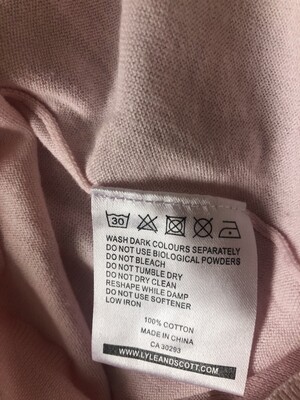 30
WASH DARK COLOURS SEPARATELY
DO NOT USE BIOLOGICAL POWDERS
DO NOT BLEACH
DO NOT TUMBLE DRY
DO NOT DRY CLEAN
RESHAPE WHILE DAMP
DO NOT USE SOFTENER
LOW IRON
100% COTTON
MADE IN CHINA
CA 30293
WWW.LYLEANDSCOTT.COM